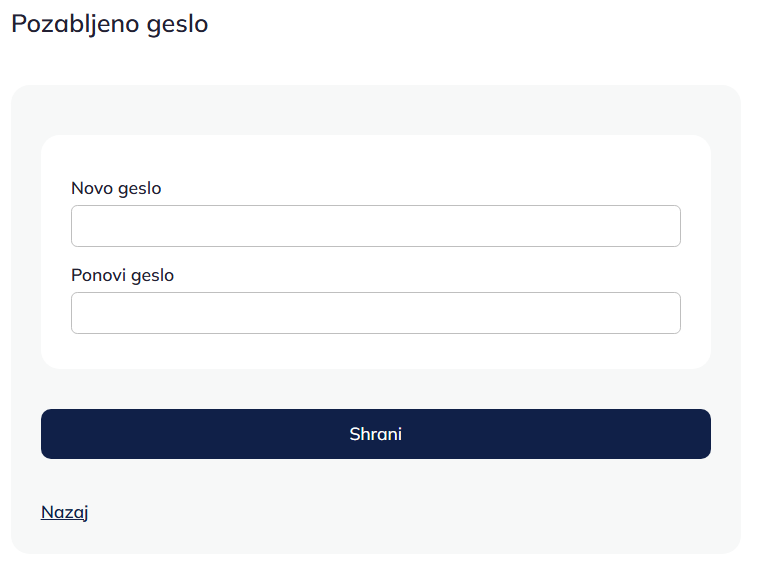 Pozabljeno geslo
Novo geslo
Ponovi geslo
Shrani
Nazaj